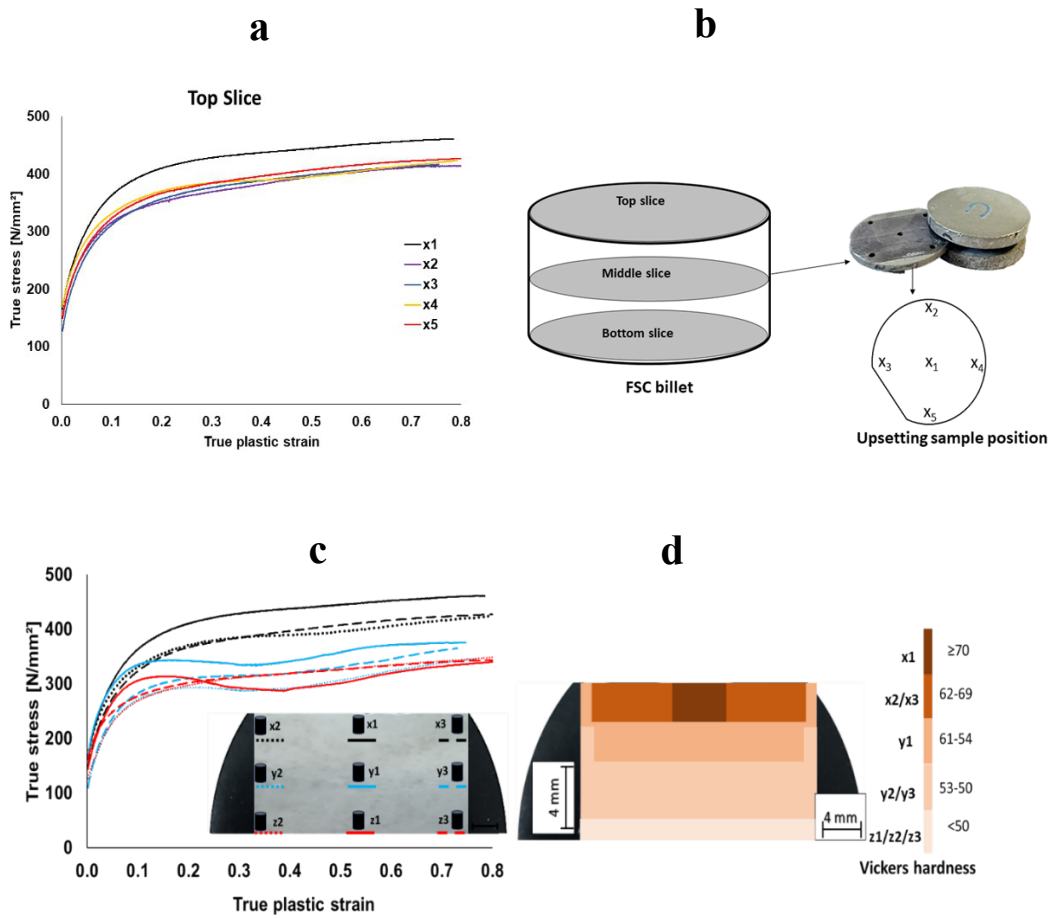 a
b
Top Slice
500
400
300
200
100
0
True stress [N/mm²]
x1
x2
x3
x4
x5
0.0 0.1 0.2 0.3 0.4 0.5 0.6 0.7 0.8
True plastic strain
Top slice
Middle slice
Bottom slice
FSC billet
X2
X3 X1 X4
X5
Upsetting sample position
c
d
500
400
300
200
100
0
True stress [N/mm²]
x2 x1 x3
y2 y1 y3
z2 z1 z3
0.0 0.1 0.2 0.3 0.4 0.5 0.6 0.7 0.8
True plastic strain
4 mm
4 mm
x1 ≥70
x2/x3 62-69
y1 61-54
y2/y3 53-50
z1/z2/z3 <50
Vickers hardness